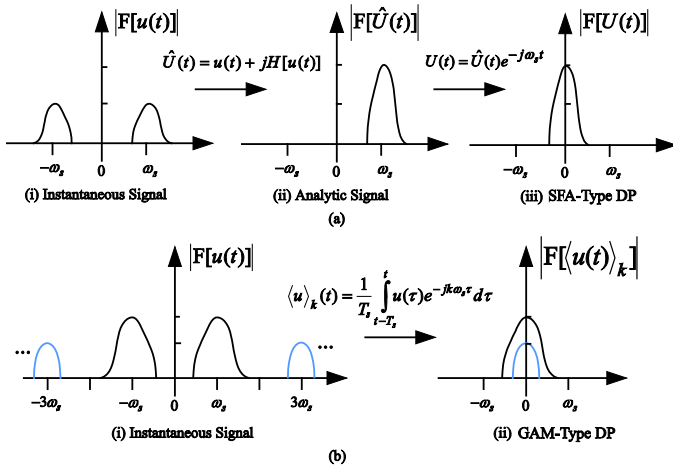 |F[u(t)]|
Û(t) = u(t) + jH[u(t)]
|F[Û(t)]|
U(t) = Û(t)e^{-jω_s t}
|F[U(t)]|
−ω_s 0 ω_s
−ω_s 0 ω_s
−ω_s 0 ω_s
(i) Instantaneous Signal
(ii) Analytic Signal
(iii) SFA-Type DP
(a)
|F[u(t)]|
⟨u⟩_k(t) = 1/T_s ∫_{t−T_s}^{t} u(τ)e^{−jkω_sτ}dτ
|F[⟨u(t)⟩_k]|
... ...
−3ω_s −ω_s 0 ω_s 3ω_s
−ω_s 0 ω_s
(i) Instantaneous Signal
(ii) GAM-Type DP
(b)